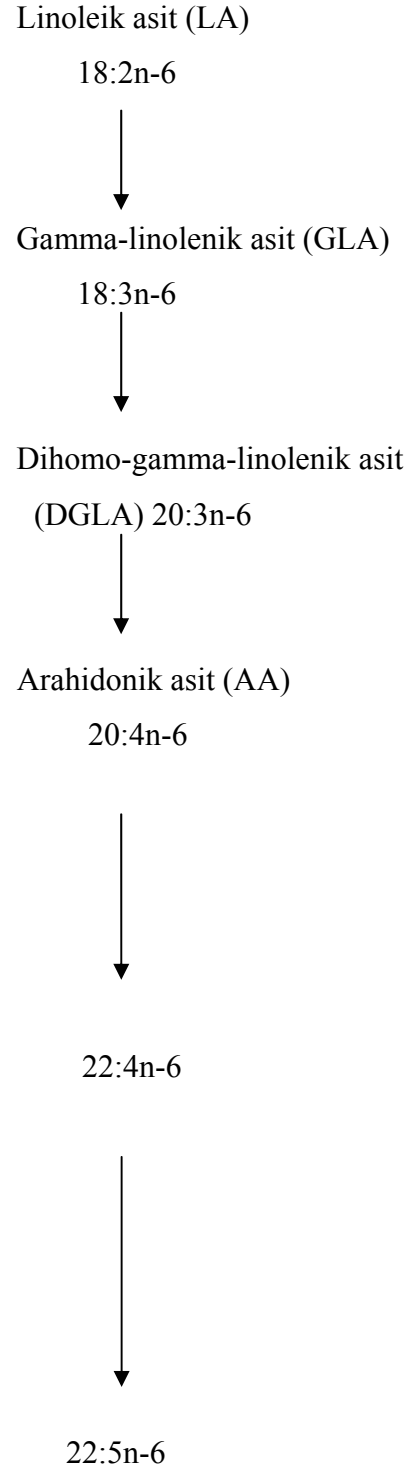 Linoleik asit (LA)
18:2n-6
Gamma-linolenik asit (GLA)
18:3n-6
Dihomo-gamma-linolenik asit
(DGLA) 20:3n-6
Arahidonik asit (AA)
20:4n-6
22:4n-6
22:5n-6